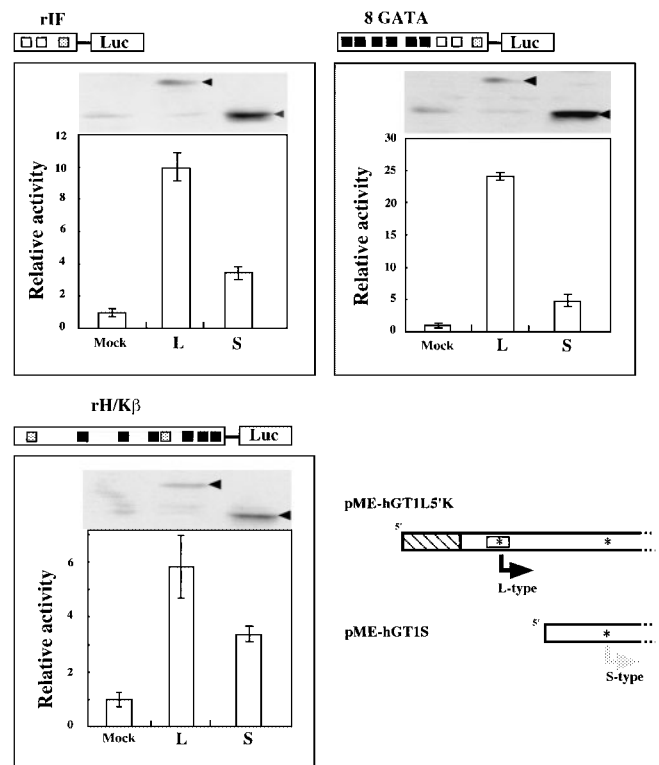 rIF
Luc
12
10
8
6
4
2
0
Relative activity
Mock L S
8 GATA
Luc
30
25
20
15
10
5
0
Relative activity
Mock L S
rH/Kβ
Luc
6
4
2
0
Relative activity
Mock L S
pME-hGT1L5'K
5'
*
*
L-type
pME-hGT1S
5'
*
S-type